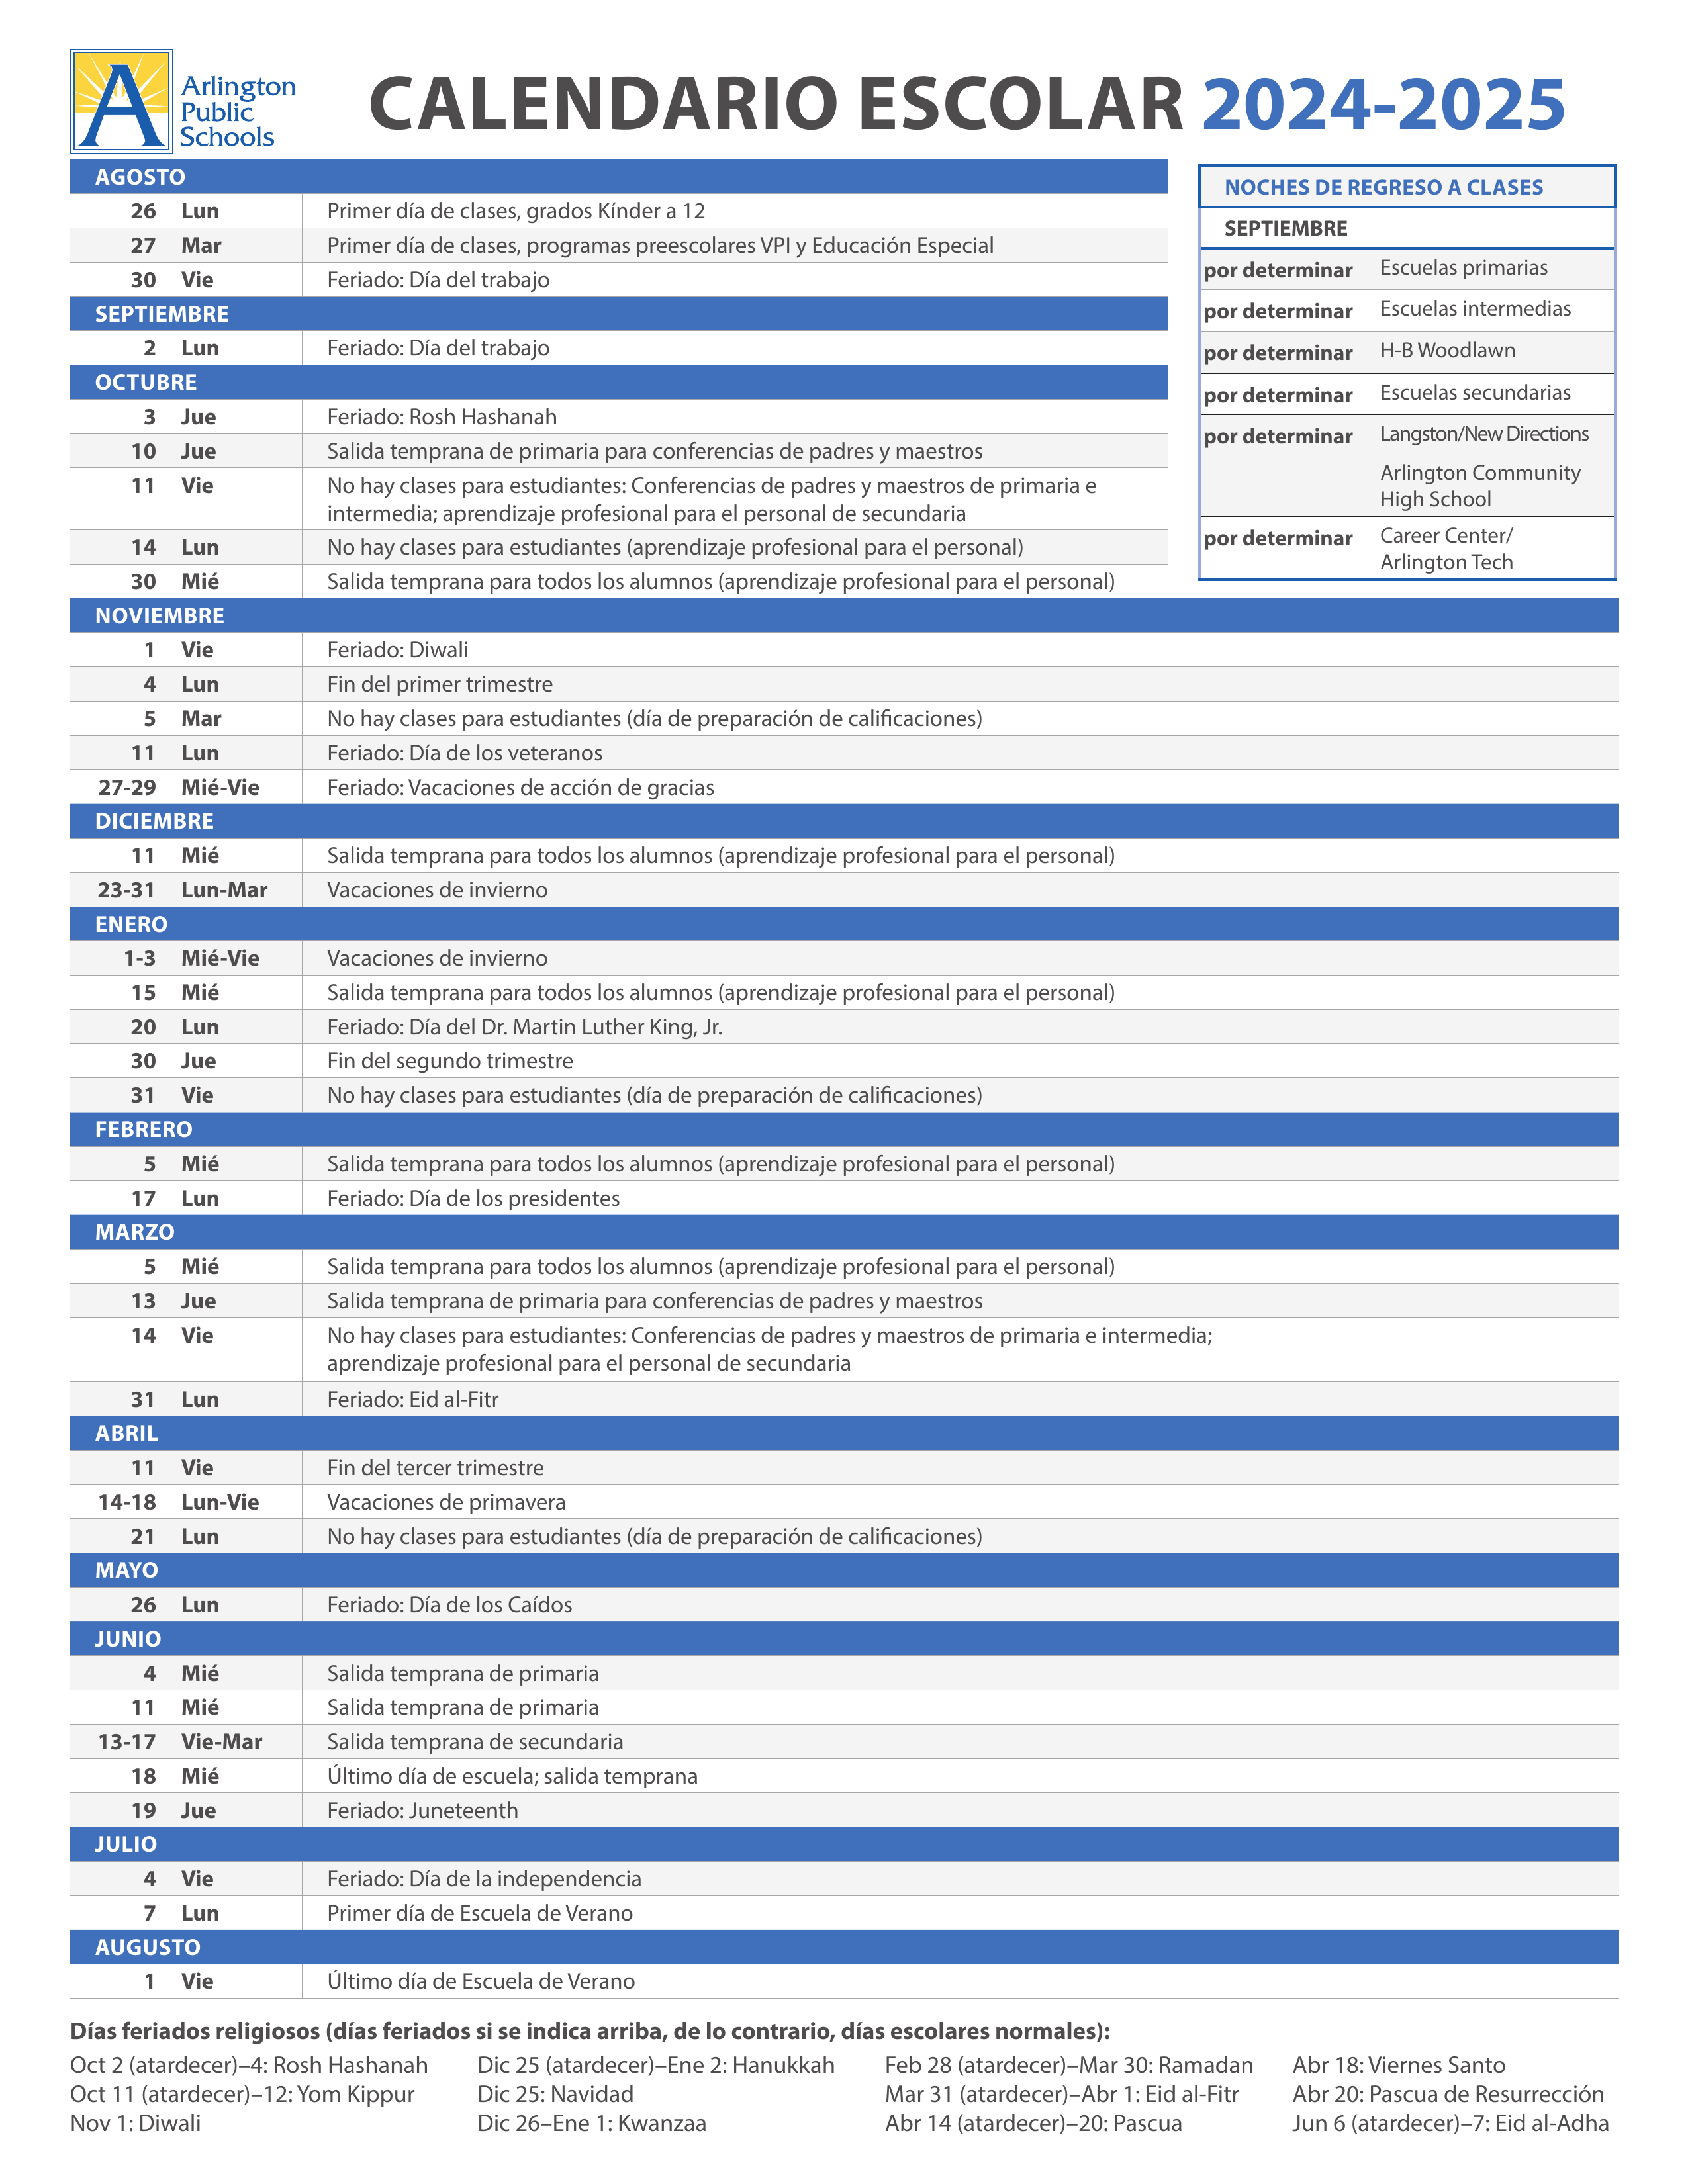 Arlington
Public
Schools
CALENDARIO ESCOLAR 2024-2025
AGOSTO
26 Lun Primer día de clases, grados Kínder a 12
27 Mar Primer día de clases, programas preescolares VPI y Educación Especial
30 Vie Feriado: Día del trabajo
SEPTIEMBRE
2 Lun Feriado: Día del trabajo
OCTUBRE
3 Jue Feriado: Rosh Hashanah
10 Jue Salida temprana de primaria para conferencias de padres y maestros
11 Vie No hay clases para estudiantes: Conferencias de padres y maestros de primaria e
intermedia; aprendizaje profesional para el personal de secundaria
14 Lun No hay clases para estudiantes (aprendizaje profesional para el personal)
30 Mié Salida temprana para todos los alumnos (aprendizaje profesional para el personal)
NOCHES DE REGRESO A CLASES
SEPTIEMBRE
por determinar Escuelas primarias
por determinar Escuelas intermedias
por determinar H-B Woodlawn
por determinar Escuelas secundarias
por determinar Langston/New Directions
Arlington Community
High School
por determinar Career Center/
Arlington Tech
NOVIEMBRE
1 Vie Feriado: Diwali
4 Lun Fin del primer trimestre
5 Mar No hay clases para estudiantes (día de preparación de calificaciones)
11 Lun Feriado: Día de los veteranos
27-29 Mié-Vie Feriado: Vacaciones de acción de gracias
DICIEMBRE
11 Mié Salida temprana para todos los alumnos (aprendizaje profesional para el personal)
23-31 Lun-Mar Vacaciones de invierno
ENERO
1-3 Mié-Vie Vacaciones de invierno
15 Mié Salida temprana para todos los alumnos (aprendizaje profesional para el personal)
20 Lun Feriado: Día del Dr. Martin Luther King, Jr.
30 Jue Fin del segundo trimestre
31 Vie No hay clases para estudiantes (día de preparación de calificaciones)
FEBRERO
5 Mié Salida temprana para todos los alumnos (aprendizaje profesional para el personal)
17 Lun Feriado: Día de los presidentes
MARZO
5 Mié Salida temprana para todos los alumnos (aprendizaje profesional para el personal)
13 Jue Salida temprana de primaria para conferencias de padres y maestros
14 Vie No hay clases para estudiantes: Conferencias de padres y maestros de primaria e intermedia;
aprendizaje profesional para el personal de secundaria
31 Lun Feriado: Eid al-Fitr
ABRIL
11 Vie Fin del tercer trimestre
14-18 Lun-Vie Vacaciones de primavera
21 Lun No hay clases para estudiantes (día de preparación de calificaciones)
MAYO
26 Lun Feriado: Día de los Caídos
JUNIO
4 Mié Salida temprana de primaria
11 Mié Salida temprana de primaria
13-17 Vie-Mar Salida temprana de secundaria
18 Mié Último día de escuela; salida temprana
19 Jue Feriado: Juneteenth
JULIO
4 Vie Feriado: Día de la independencia
7 Lun Primer día de Escuela de Verano
AUGUSTO
1 Vie Último día de Escuela de Verano
Días feriados religiosos (días feriados si se indica arriba, de lo contrario, días escolares normales):
Oct 2 (atardecer)–4: Rosh Hashanah
Oct 11 (atardecer)–12: Yom Kippur
Nov 1: Diwali
Dic 25 (atardecer)–Ene 2: Hanukkah
Dic 25: Navidad
Dic 26–Ene 1: Kwanzaa
Feb 28 (atardecer)–Mar 30: Ramadan
Mar 31 (atardecer)–Abr 1: Eid al-Fitr
Abr 14 (atardecer)–20: Pascua
Abr 18: Viernes Santo
Abr 20: Pascua de Resurrección
Jun 6 (atardecer)–7: Eid al-Adha